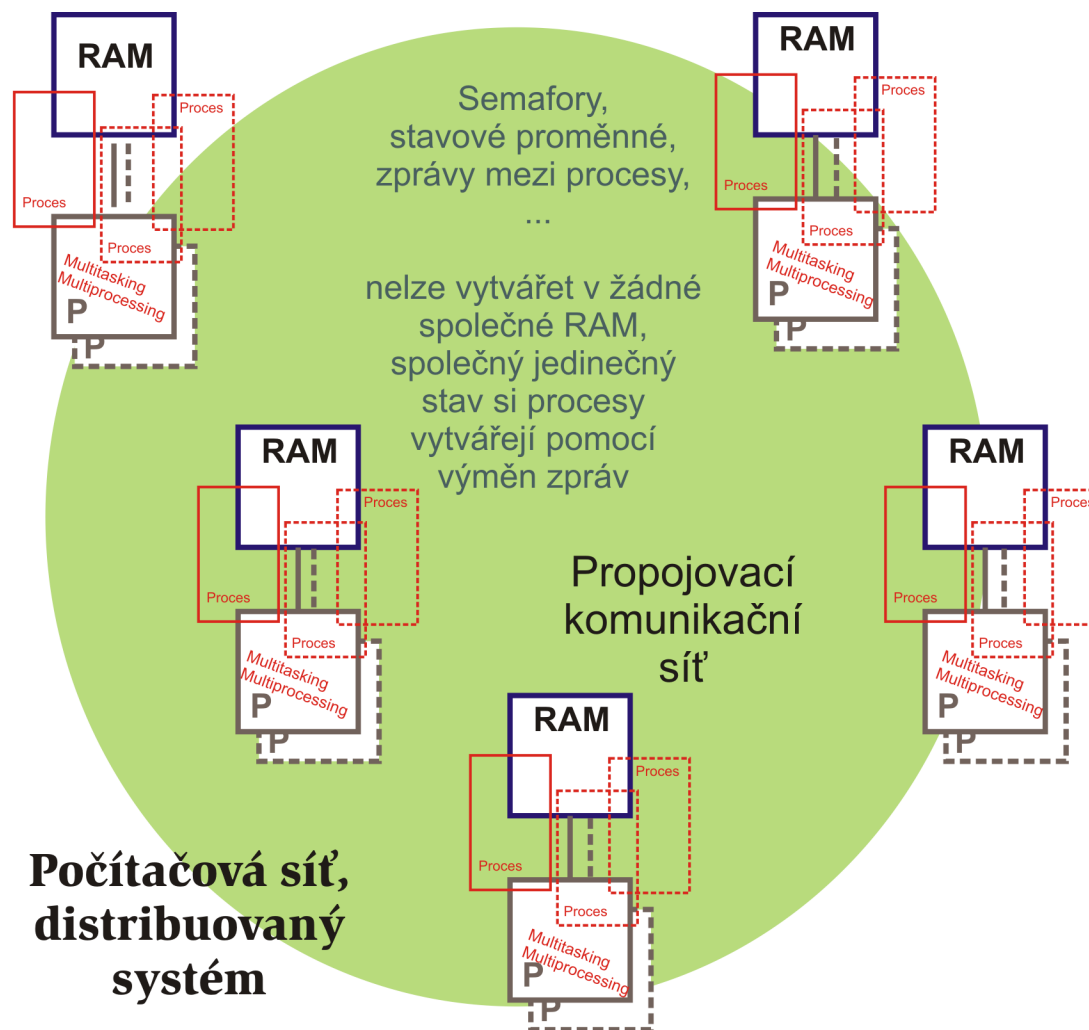 RAM
Proces
Proces
Proces
Multitasking
Multiprocessing
P
P
Semafory,
stavové proměnné,
zprávy mezi procesy,
...
nelze vytvářet v žádné
společné RAM,
společný jedinečný
stav si procesy
vytvářejí pomocí
výměn zpráv
RAM
Proces
Proces
Proces
Multitasking
Multiprocessing
P
P
RAM
Proces
Proces
Proces
Multitasking
Multiprocessing
P
P
RAM
Proces
Proces
Proces
Multitasking
Multiprocessing
P
P
Propojovací
komunikační
síť
RAM
Proces
Proces
Proces
Multitasking
Multiprocessing
P
P
Počítačová síť,
distribuovaný
systém